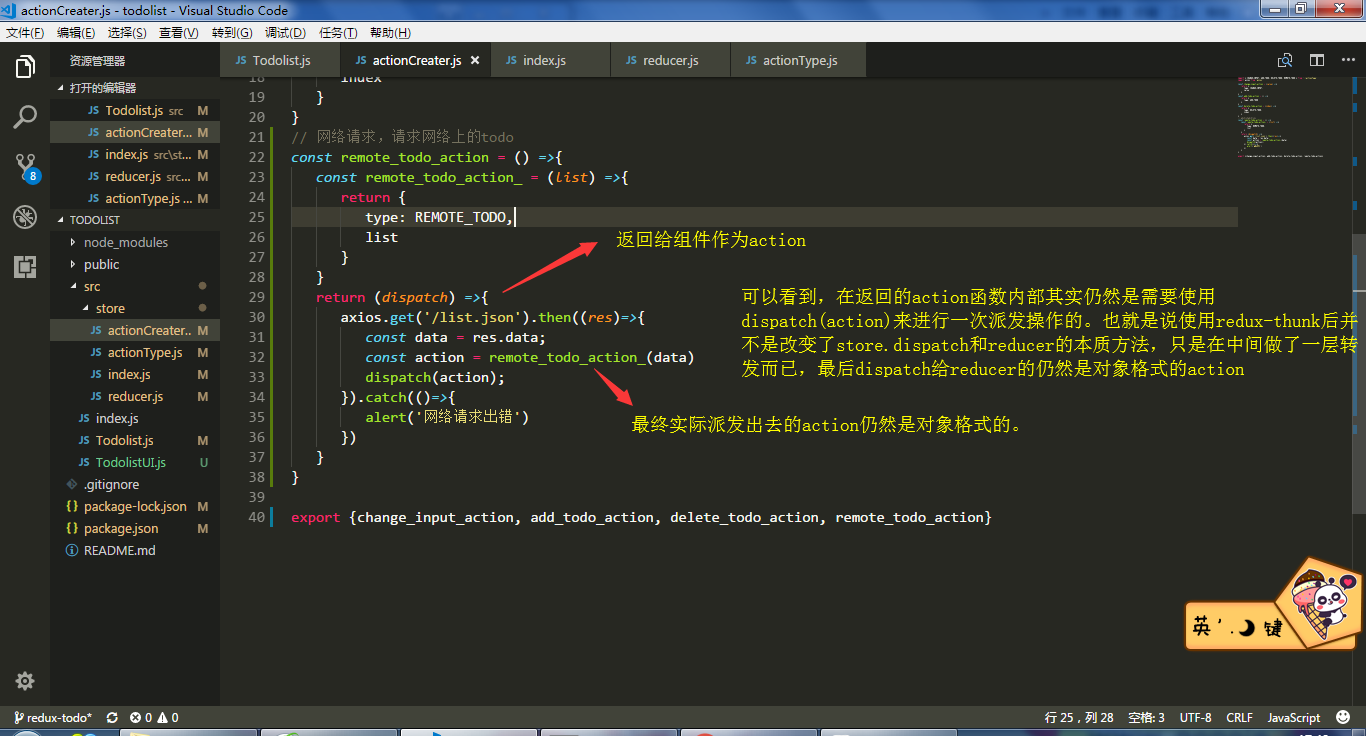 actionCreater.js - todolist - Visual Studio Code
文件(F) 编辑(E) 选择(S) 查看(V) 转到(G) 调试(D) 任务(T) 帮助(H)
资源管理器
JS Todolist.js JS actionCreater.js × JS index.js JS reducer.js JS actionType.js
打开的编辑器
JS Todolist.js src M
JS actionCreater... M
JS index.js src\st... M
JS reducer.js src... M
JS actionType.js ... M
TODOLIST
node_modules
public
src
store
JS actionCreater.. M
JS actionType.js M
JS index.js M
JS reducer.js M
JS index.js
JS Todolist.js M
JS TodolistUI.js U
.gitignore
{} package-lock.json M
{} package.json M
README.md
8
18 index
19 }
20 }
21 // 网络请求,请求网络上的todo
22 const remote_todo_action = () =>{
23 const remote_todo_action_ = (list) =>{
24 return {
25 type: REMOTE_TODO,
26 list
27 }
28 }
29 return (dispatch) =>{
30 axios.get('/list.json').then((res)=>{
31 const data = res.data;
32 const action = remote_todo_action_(data)
33 dispatch(action);
34 }).catch(()=>{
35 alert('网络请求出错')
36 })
37 }
38 }
39
40 export {change_input_action, add_todo_action, delete_todo_action, remote_todo_action}
返回给组件作为action
可以看到，在返回的action函数内部其实仍然是需要使用
dispatch(action)来进行一次派发操作的。也就是说使用redux-thunk后并
不是改变了store.dispatch和reducer的本质方法，只是在中间做了一层转
发而已，最后dispatch给reducer的仍然是对象格式的action
最终实际派发出去的action仍然是对象格式的。
英 '. 键
redux-todo* 0 0 行 25，列 28 空格: 3 UTF-8 CRLF JavaScript